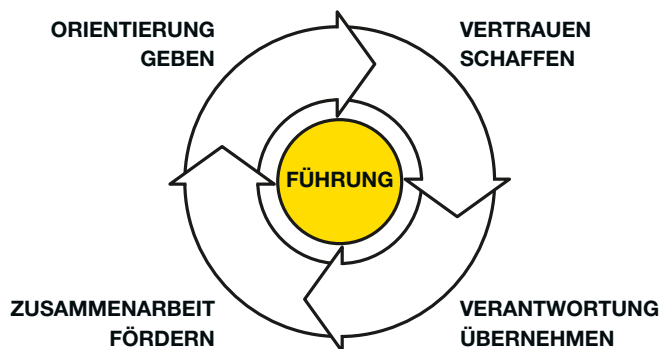 ORIENTIERUNG
GEBEN
VERTRAUEN
SCHAFFEN
FÜHRUNG
ZUSAMMENARBEIT
FÖRDERN
VERANTWORTUNG
ÜBERNEHMEN